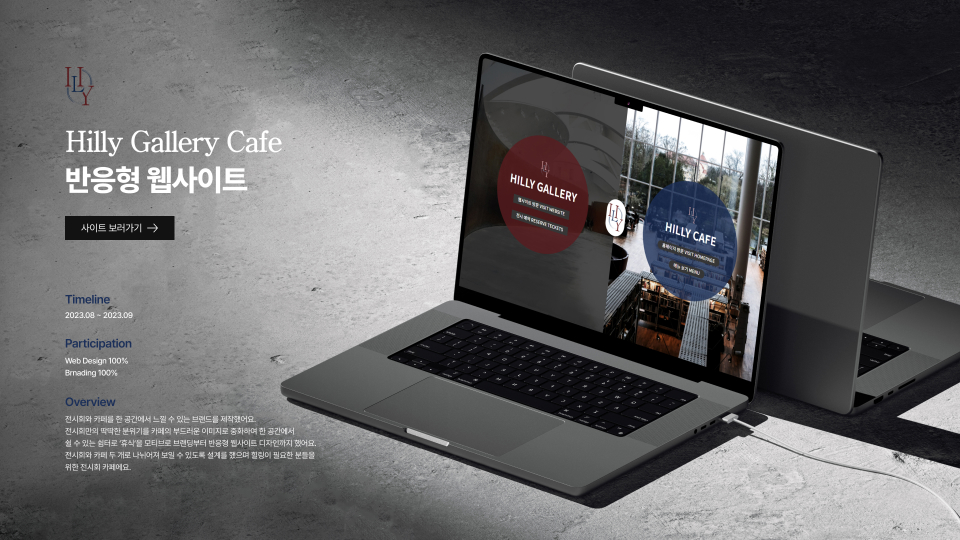 HLLY
Hilly Gallery Cafe
반응형 웹사이트
사이트 보러가기 →
Timeline
2023.08 – 2023.09
Participation
Web Design 100%
Brnading 100%
Overview
전시회와 카페를 한 공간에서 느낄 수 있는 브랜드를 제작했어요.
전시회만의 딱딱한 분위기를 카페의 부드러운 이미지로 중화하여 한 공간에서
쉴 수 있는 쉼터로 '휴식'을 모티브로 브랜딩부터 반응형 웹사이트 디자인까지 했어요.
전시회와 카페 두 개로 나뉘어져 보일 수 있도록 설계를 했으며 힐링이 필요한 분들을
위한 전시회 카페에요.
HILLY GALLERY
웹사이트 방문 VISIT WEBSITE
전시 예약 RESERVE TICKETS
HILLY CAFE
홈페이지 방문 VISIT HOMEPAGE
메뉴 보기 MENU